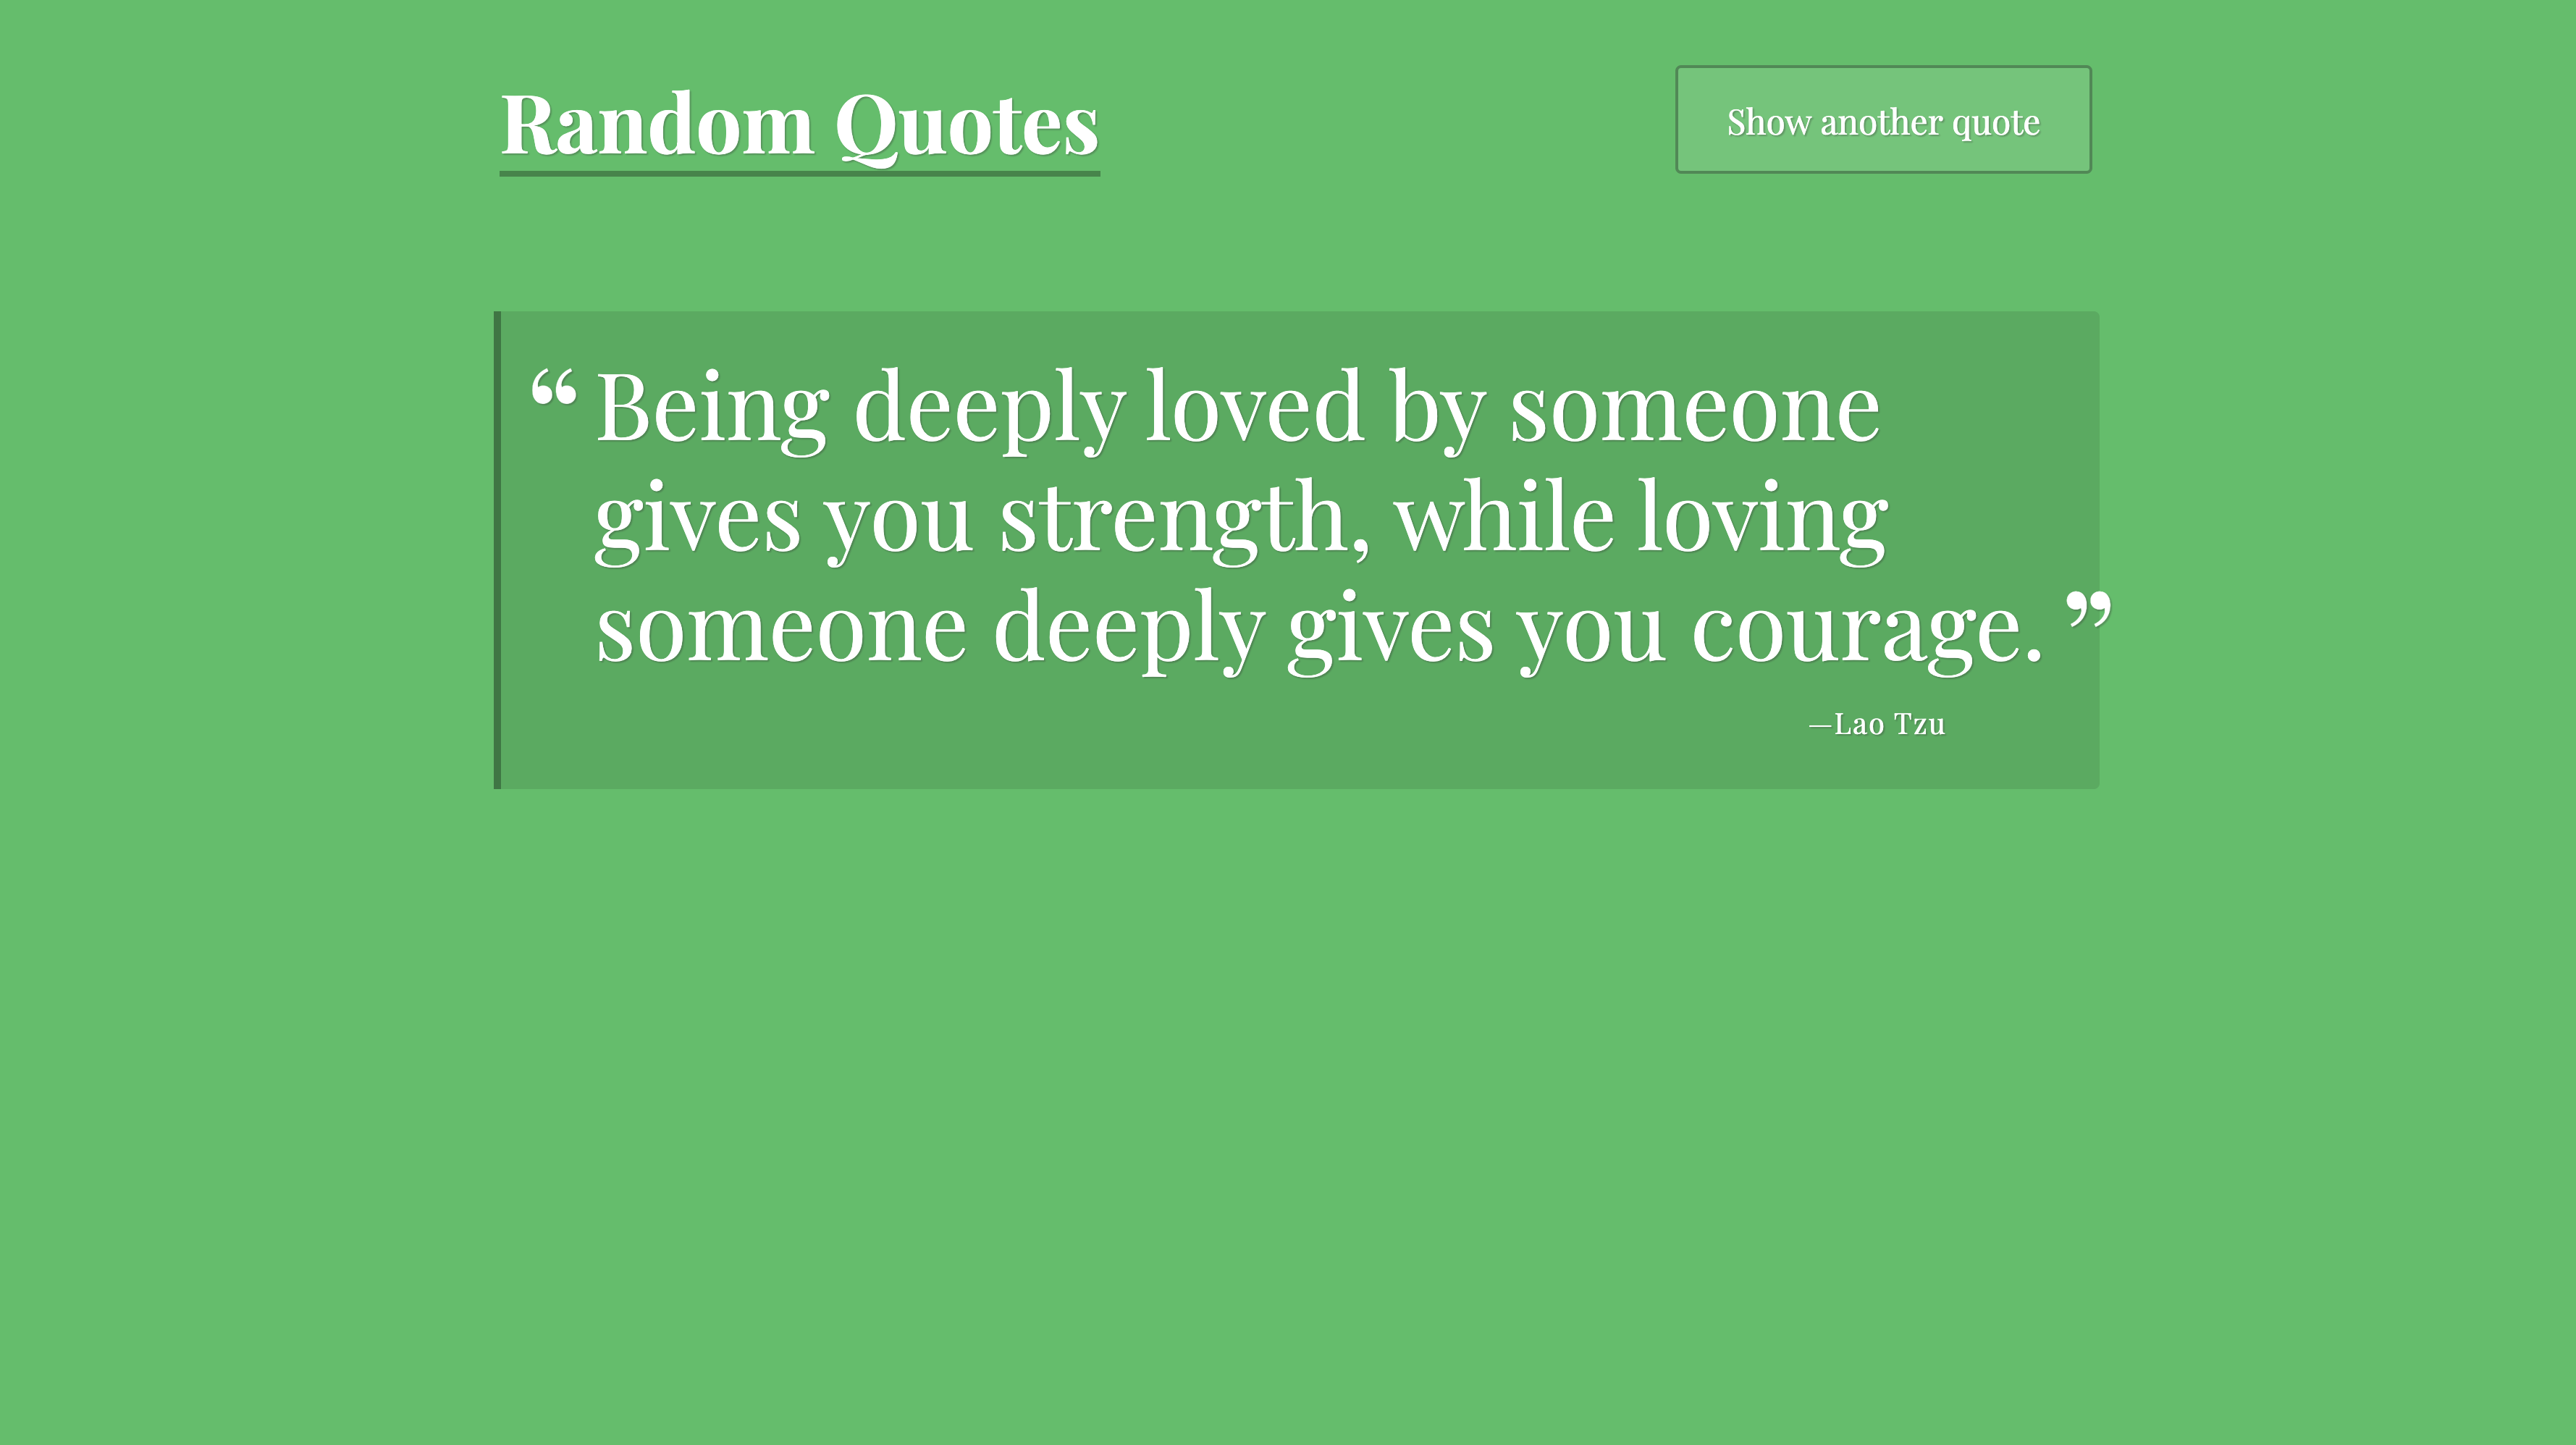 Random Quotes
Show another quote
“ Being deeply loved by someone
gives you strength, while loving
someone deeply gives you courage. ”
—Lao Tzu